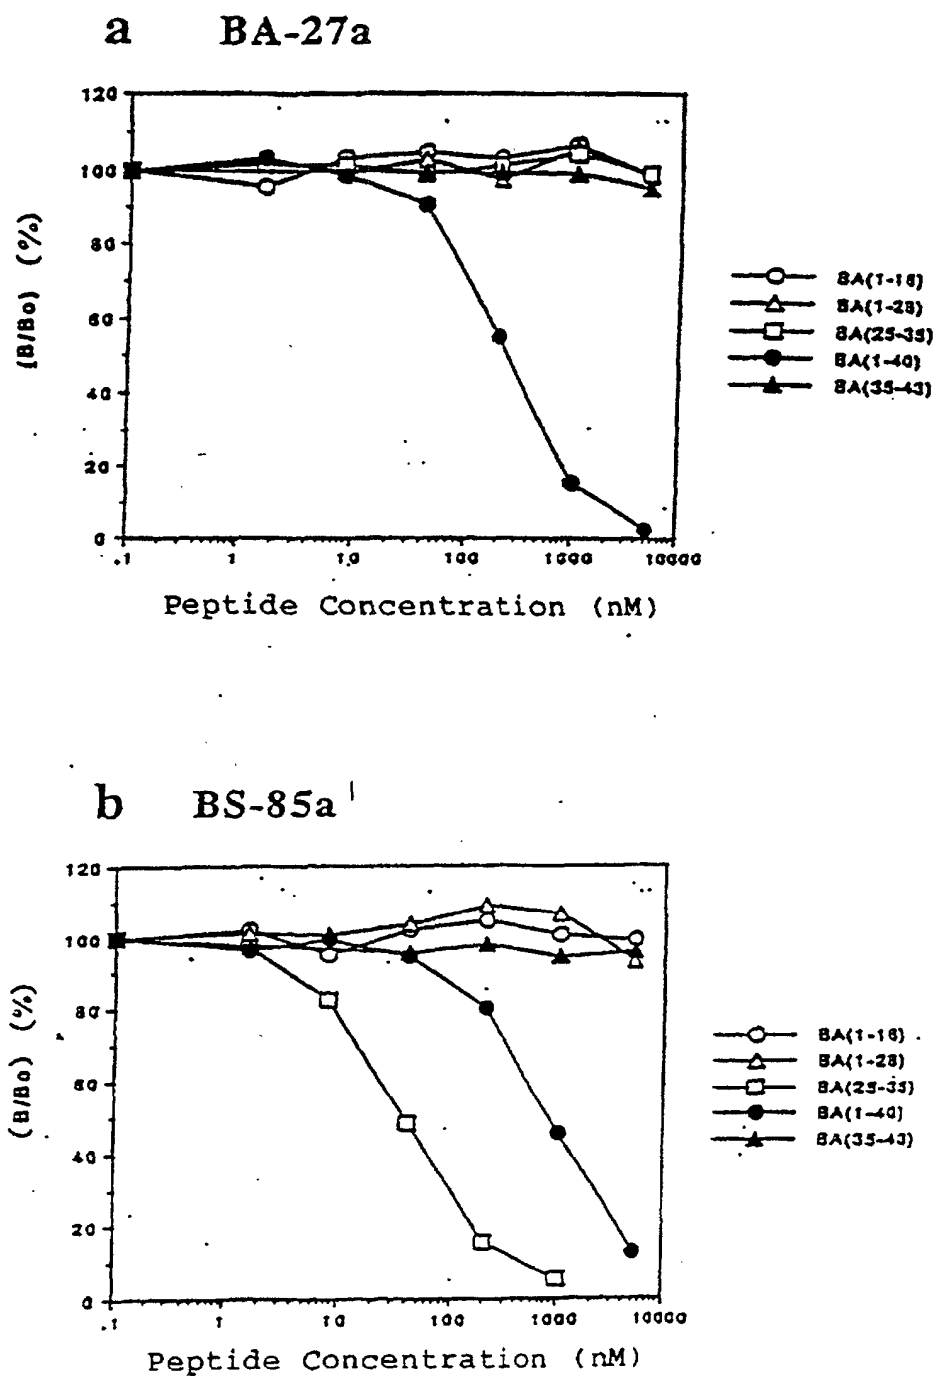 a BA-27a
120
100
80
60
40
20
0
(B/Bo) (%)
.1 1 10 100 1000 10000
Peptide Concentration (nM)
BA(1-16)
BA(1-28)
BA(25-35)
BA(1-40)
BA(35-43)
b BS-85a
120
100
80
60
40
20
0
(B/Bo) (%)
.1 1 10 100 1000 10000
Peptide Concentration (nM)
BA(1-16)
BA(1-28)
BA(25-35)
BA(1-40)
BA(35-43)